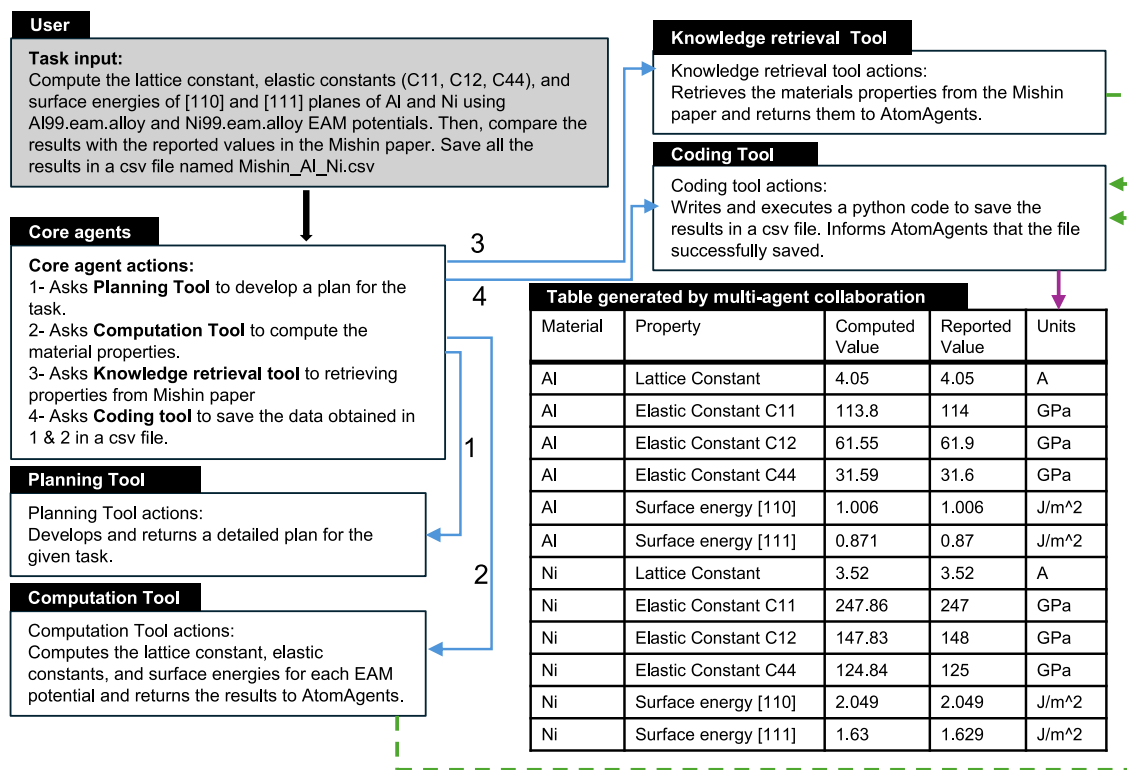 User
Task input:
Compute the lattice constant, elastic constants (C11, C12, C44), and
surface energies of [110] and [111] planes of Al and Ni using
Al99.eam.alloy and Ni99.eam.alloy EAM potentials. Then, compare the
results with the reported values in the Mishin paper. Save all the
results in a csv file named Mishin_Al_Ni.csv
Knowledge retrieval Tool
Knowledge retrieval tool actions:
Retrieves the materials properties from the Mishin
paper and returns them to AtomAgents.
Coding Tool
Coding tool actions:
Writes and executes a python code to save the
results in a csv file. Informs AtomAgents that the file
successfully saved.
Core agents
Core agent actions:
1- Asks Planning Tool to develop a plan for the
task.
2- Asks Computation Tool to compute the
material properties.
3- Asks Knowledge retrieval tool to retrieving
properties from Mishin paper
4- Asks Coding tool to save the data obtained in
1 & 2 in a csv file.
3
4
1
2
Planning Tool
Planning Tool actions:
Develops and returns a detailed plan for the
given task.
Computation Tool
Computation Tool actions:
Computes the lattice constant, elastic
constants, and surface energies for each EAM
potential and returns the results to AtomAgents.
Table generated by multi-agent collaboration
Material Property Computed Value Reported Value Units
Al Lattice Constant 4.05 4.05 A
Al Elastic Constant C11 113.8 114 GPa
Al Elastic Constant C12 61.55 61.9 GPa
Al Elastic Constant C44 31.59 31.6 GPa
Al Surface energy [110] 1.006 1.006 J/m^2
Al Surface energy [111] 0.871 0.87 J/m^2
Ni Lattice Constant 3.52 3.52 A
Ni Elastic Constant C11 247.86 247 GPa
Ni Elastic Constant C12 147.83 148 GPa
Ni Elastic Constant C44 124.84 125 GPa
Ni Surface energy [110] 2.049 2.049 J/m^2
Ni Surface energy [111] 1.63 1.629 J/m^2